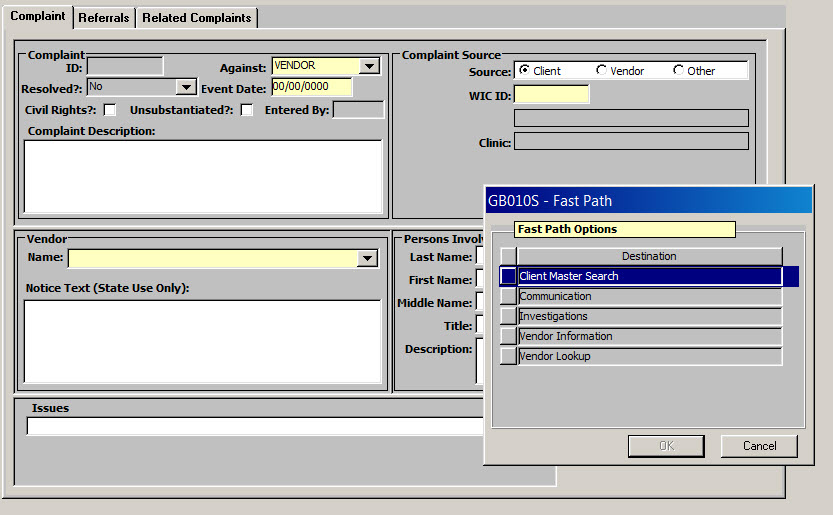 Complaint Referrals Related Complaints
Complaint
ID: Against: VENDOR
Resolved?: No Event Date: 00/00/0000
Civil Rights?: Unsubstantiated?: Entered By:
Complaint Description:
Complaint Source
Source: Client Vendor Other
WIC ID:
Clinic:
Vendor
Name:
Notice Text (State Use Only):
Persons Invol
Last Name:
First Name:
Middle Name:
Title:
Description:
Issues
GB010S - Fast Path
Fast Path Options
Destination
Client Master Search
Communication
Investigations
Vendor Information
Vendor Lookup
OK Cancel